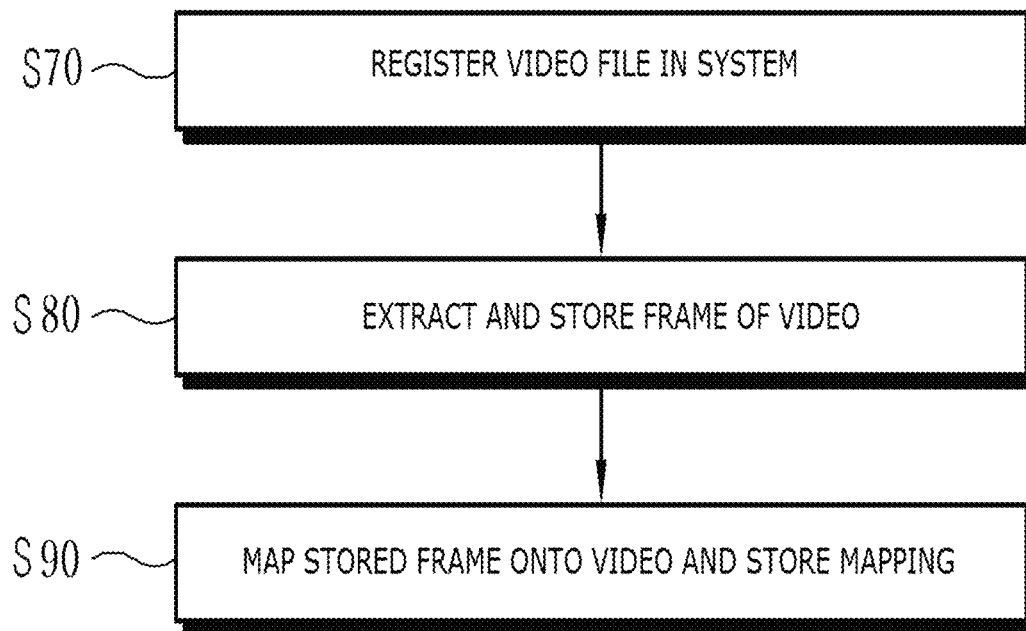 S70
REGISTER VIDEO FILE IN SYSTEM
S80
EXTRACT AND STORE FRAME OF VIDEO
S90
MAP STORED FRAME ONTO VIDEO AND STORE MAPPING